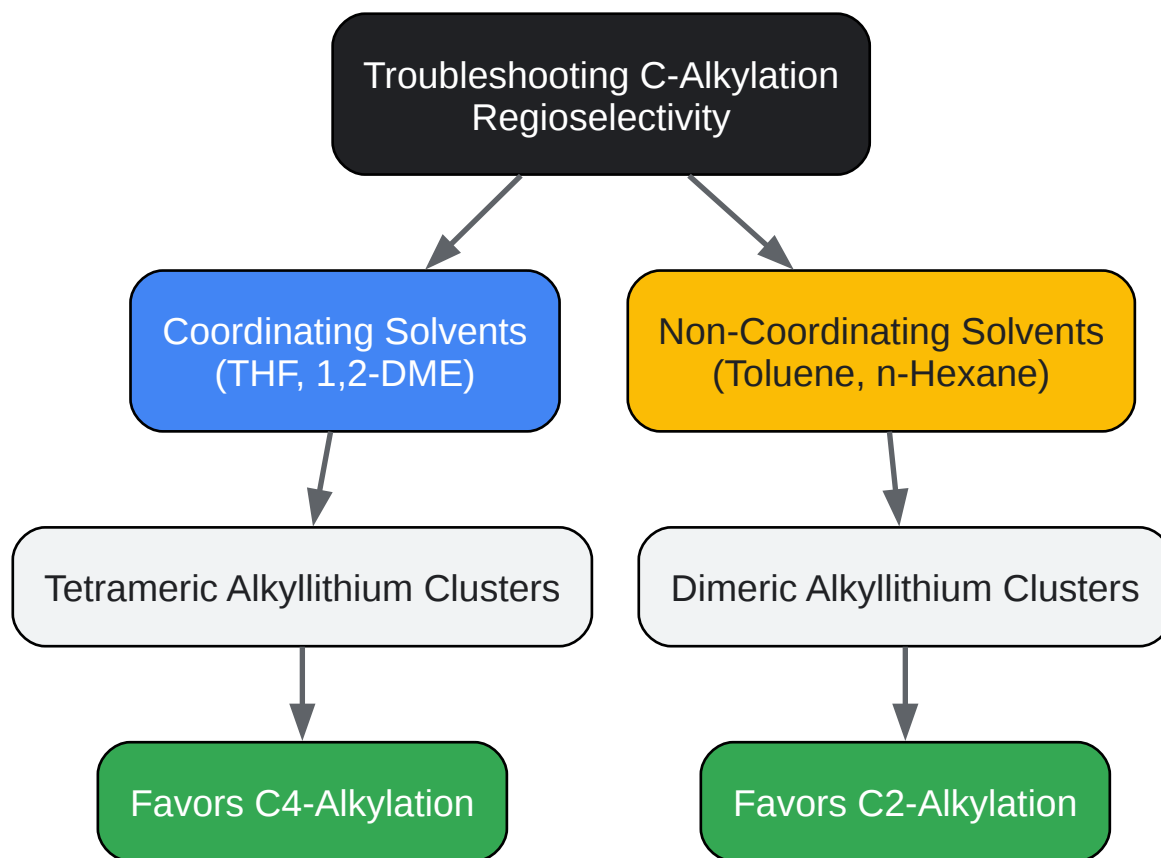 Troubleshooting C-Alkylation
Regioselectivity
Coordinating Solvents
(THF, 1,2-DME)
Non-Coordinating Solvents
(Toluene, n-Hexane)
Tetrameric Alkyllithium Clusters
Dimeric Alkyllithium Clusters
Favors C4-Alkylation
Favors C2-Alkylation